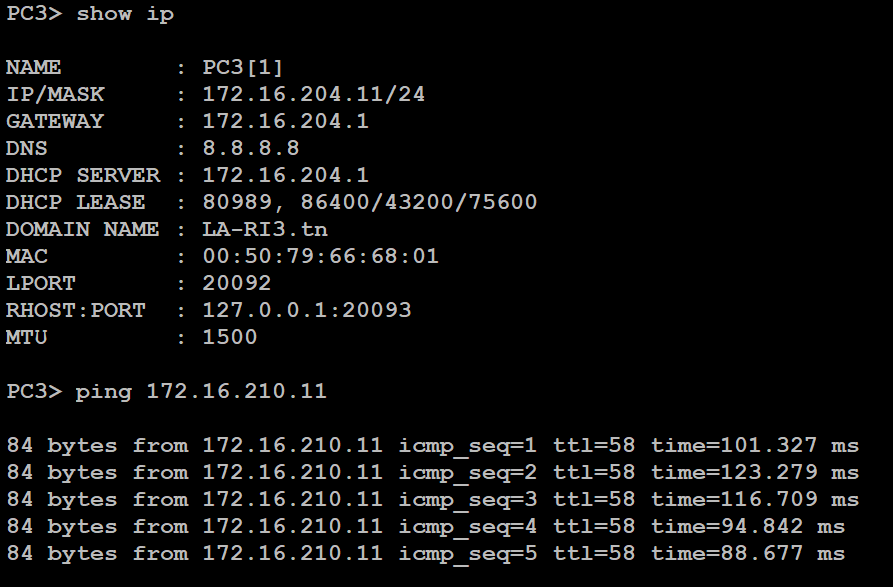 PC3> show ip
NAME : PC3[1]
IP/MASK : 172.16.204.11/24
GATEWAY : 172.16.204.1
DNS : 8.8.8.8
DHCP SERVER : 172.16.204.1
DHCP LEASE : 80989, 86400/43200/75600
DOMAIN NAME : LA-RI3.tn
MAC : 00:50:79:66:68:01
LPORT : 20092
RHOST:PORT : 127.0.0.1:20093
MTU : 1500
PC3> ping 172.16.210.11
84 bytes from 172.16.210.11 icmp_seq=1 ttl=58 time=101.327 ms
84 bytes from 172.16.210.11 icmp_seq=2 ttl=58 time=123.279 ms
84 bytes from 172.16.210.11 icmp_seq=3 ttl=58 time=116.709 ms
84 bytes from 172.16.210.11 icmp_seq=4 ttl=58 time=94.842 ms
84 bytes from 172.16.210.11 icmp_seq=5 ttl=58 time=88.677 ms